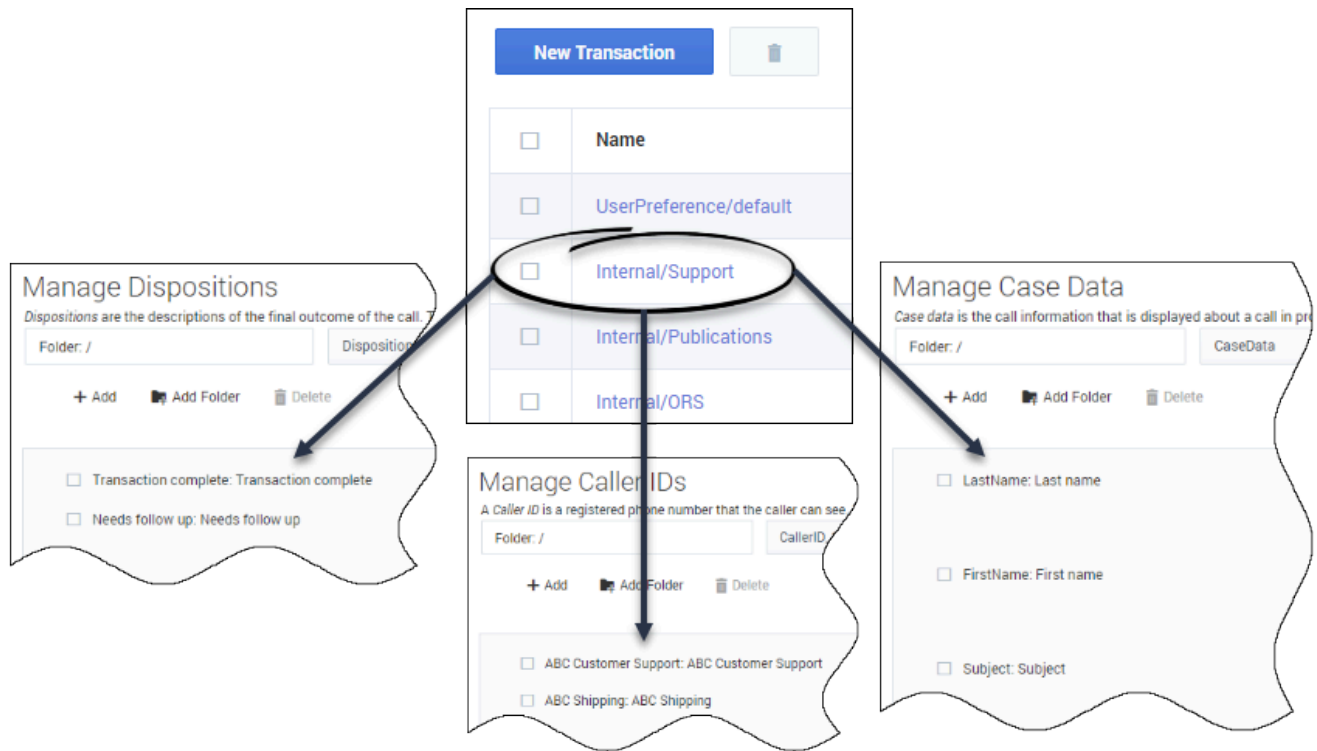 New Transaction
Name
UserPreference/default
Internal/Support
Internal/Publications
Internal/ORS
Manage Dispositions
Dispositions are the descriptions of the final outcome of the call.
Folder: /
Disposition
+ Add
Add Folder
Delete
Transaction complete: Transaction complete
Needs follow up: Needs follow up
Manage Caller IDs
A Caller ID is a registered phone number that the caller can see
Folder: /
CallerID
+ Add
Add Folder
Delete
ABC Customer Support: ABC Customer Support
ABC Shipping: ABC Shipping
Manage Case Data
Case data is the call information that is displayed about a call in
Folder: /
CaseData
+ Add
Add Folder
Delete
LastName: Last name
FirstName: First name
Subject: Subject